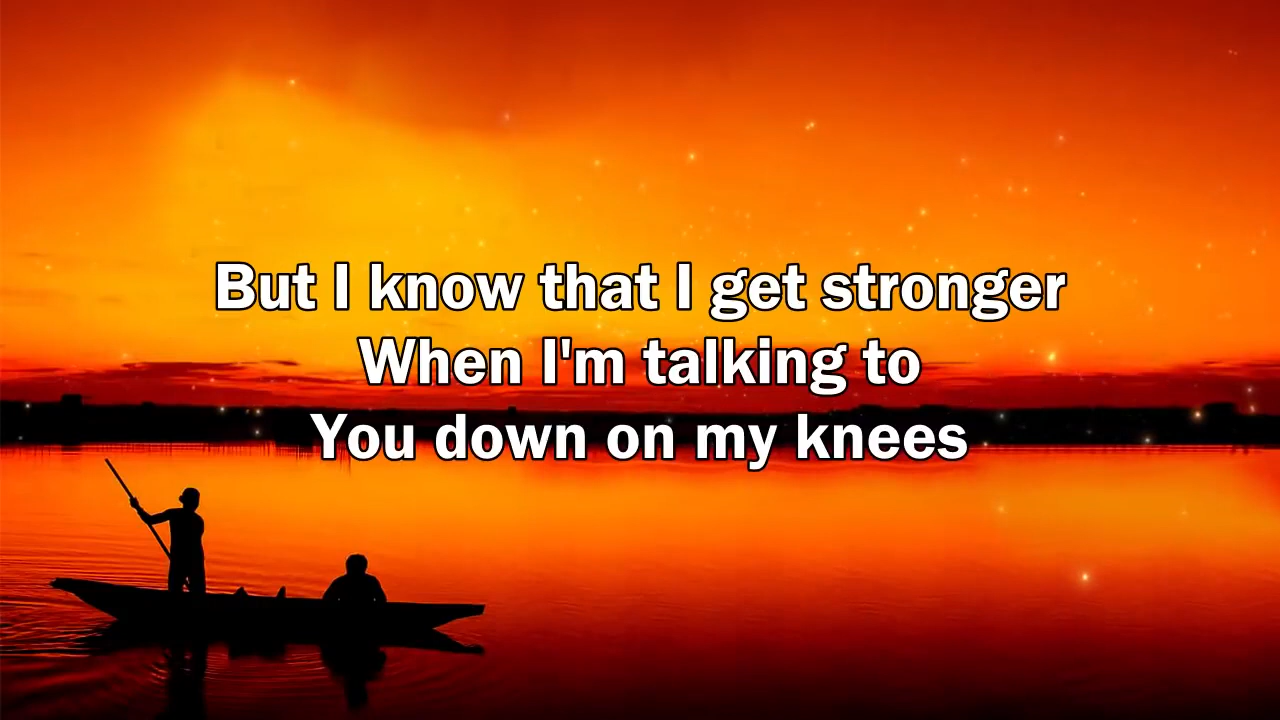 But I know that I get stronger
When I'm talking to
You down on my knees